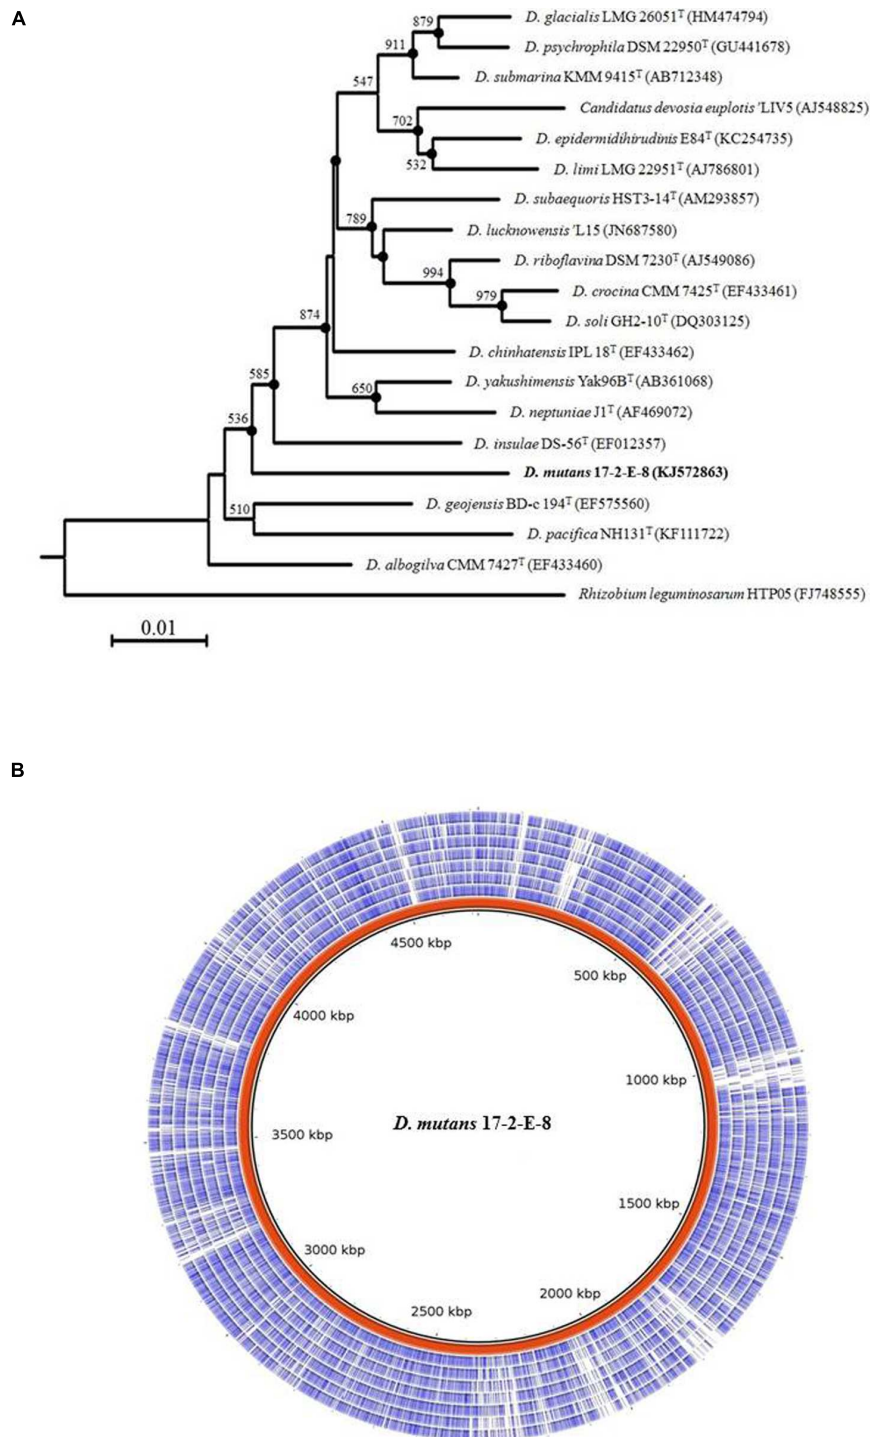 A
879
D. glacialis LMG 26051T (HM474794)
911
D. psychrophila DSM 22950T (GU441678)
547
D. submarina KMM 9415T (AB712348)
Candidatus devosia euplotis 'LIV5 (AJ548825)
702
D. epidermidihirudinis E84T (KC254735)
532
D. limi LMG 22951T (AJ786801)
D. subaequoris HST3-14T (AM293857)
789
D. lucknowensis 'L15 (JN687580)
D. riboflavina DSM 7230T (AJ549086)
994
D. crocina CMM 7425T (EF433461)
979
D. soli GH2-10T (DQ303125)
874
D. chinhatensis IPL 18T (EF433462)
D. yakushimensis Yak96BT (AB361068)
585
650
D. neptuniae J1T (AF469072)
536
D. insulae DS-56T (EF012357)
D. mutans 17-2-E-8 (KJ572863)
D. geojensis BD-c 194T (EF575560)
510
D. pacifica NH131T (KF111722)
D. albogilva CMM 7427T (EF433460)
Rhizobium leguminosarum HTP05 (FJ748555)
0.01
B
4500 kbp
500 kbp
4000 kbp
1000 kbp
D. mutans 17-2-E-8
3500 kbp
1500 kbp
3000 kbp
2000 kbp
2500 kbp